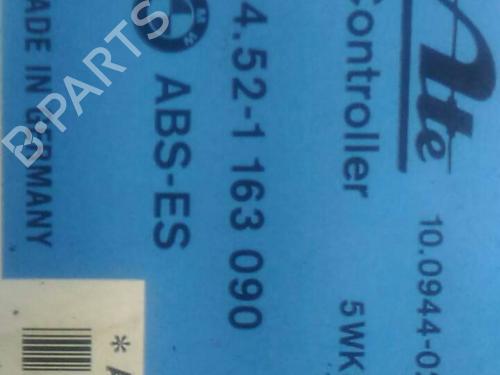 Ate
Controller
10.0944-0
5WK
4.52-1 163 090
ABS-ES
ADE IN GERMANY
* A
B-PARTS